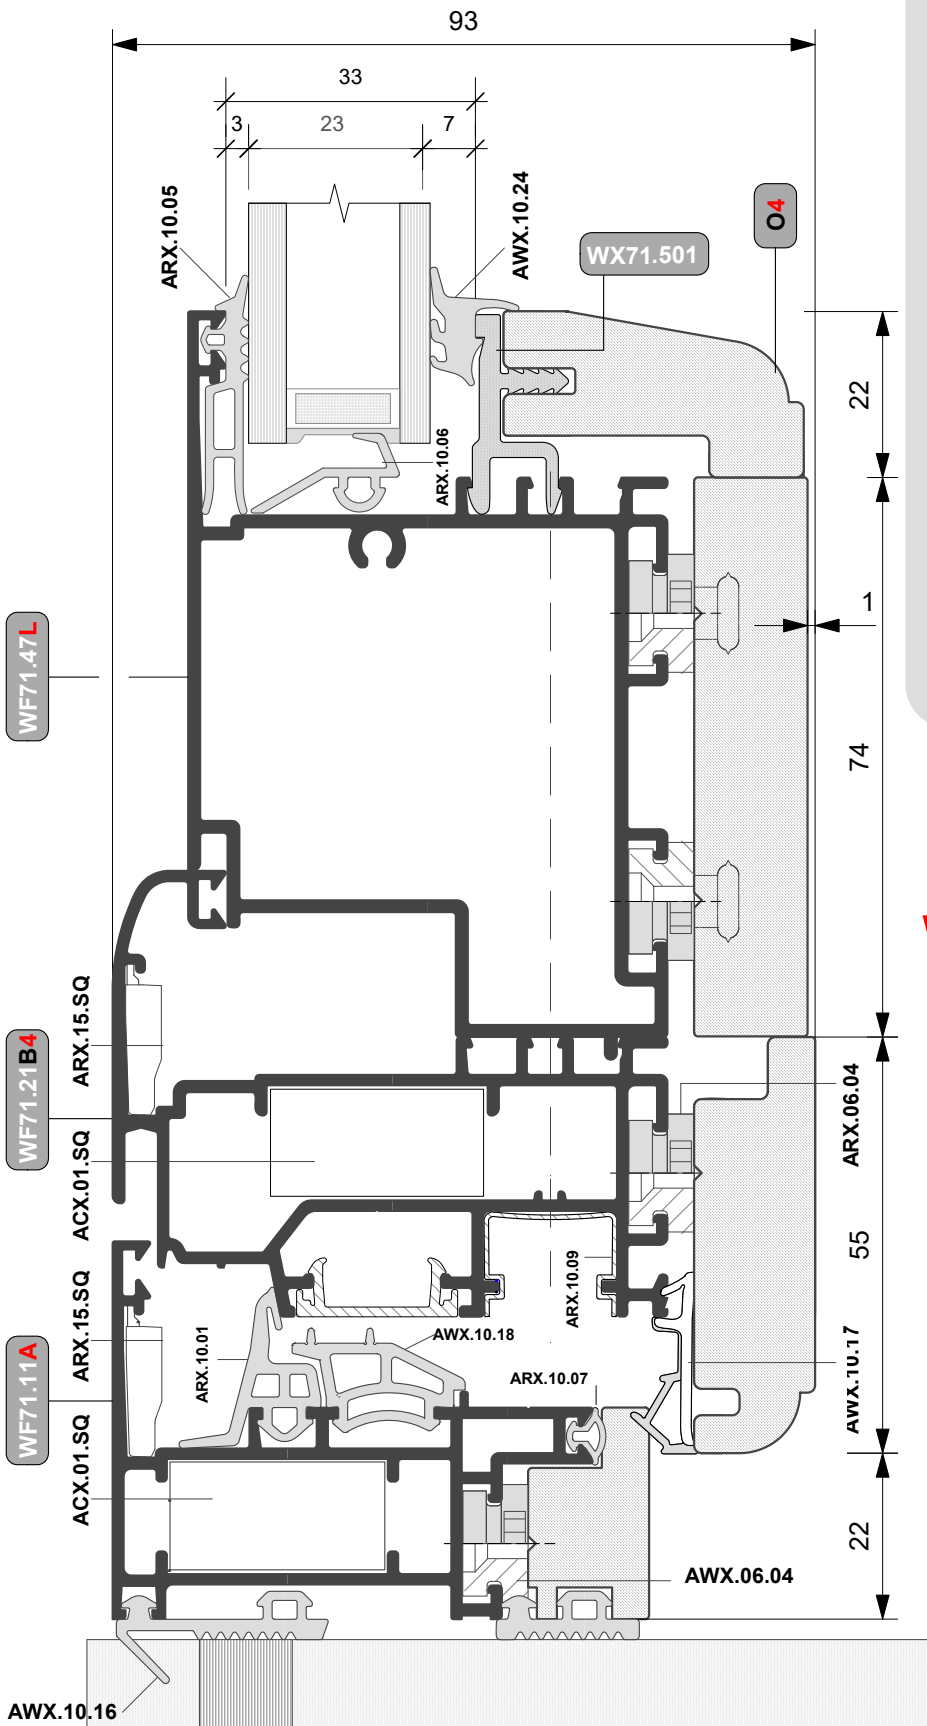 93
33
3
23
7
ARX.10.05
AWX.10.24
WX71.501
O4
22
ARX.10.06
1
WF71.47L
74
ARX.15.SQ
WF71.21B4
ARX.06.04
ACX.01.SQ
55
ARX.10.09
ARX.15.SQ
ARX.10.01
AWX.10.18
WF71.11A
ARX.10.07
AWX.10.17
ACX.01.SQ
22
AWX.06.04
AWX.10.16